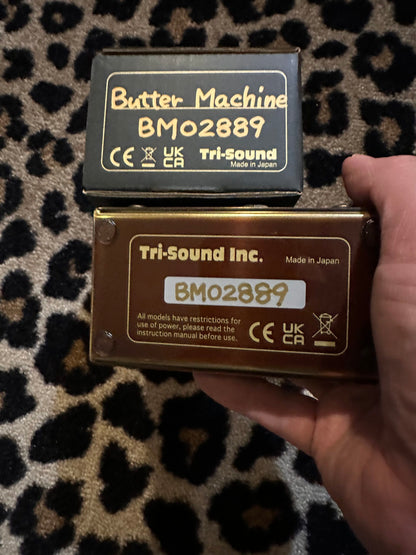 Butter Machine
BM02889
CE UK CA Tri-Sound
Made in Japan
Tri-Sound Inc. Made in Japan
BM02889
All models have restrictions for
use of power, please read the
instruction manual before use.
CE UK CA